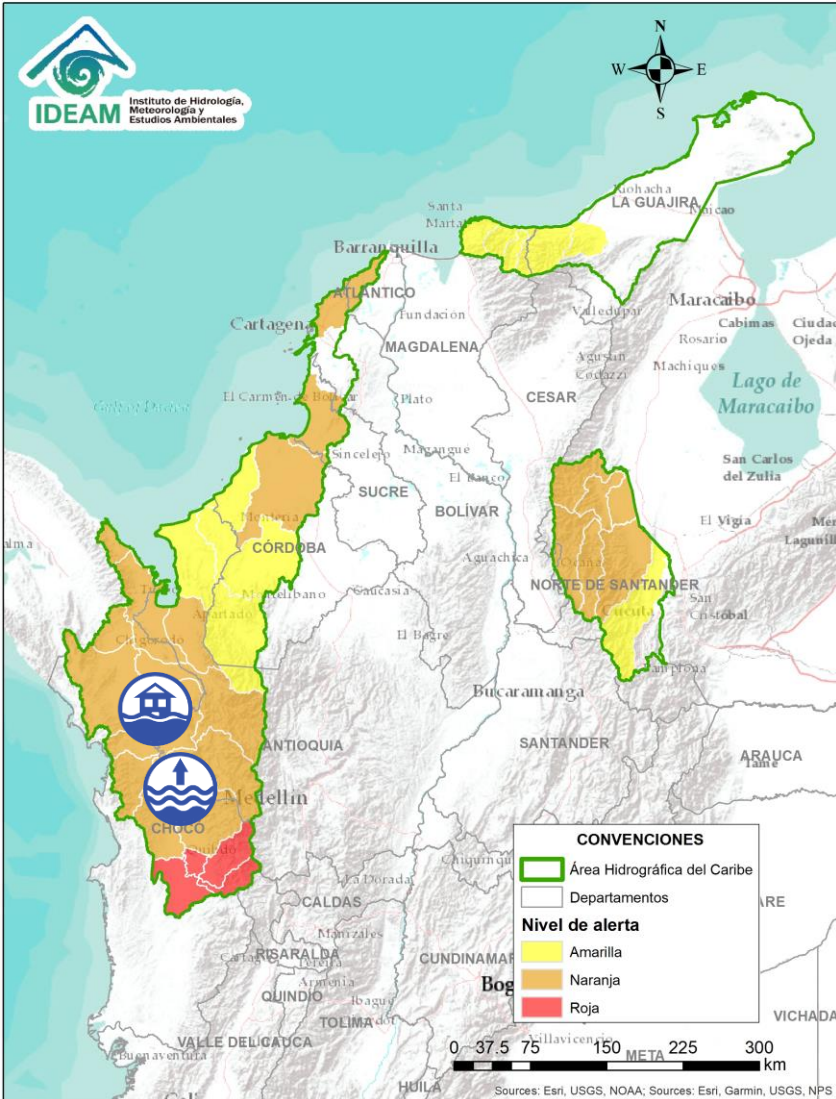 IDEAM
Instituto de Hidrología,
Meteorología y
Estudios Ambientales
N
W
E
S
Riohacha
LA GUAJIRA
Maicao
Santa
Marta
Barranquilla
ATLÁNTICO
Maracaibo
Cartagena
Fundación
Valledupar
Cabimas
Ciudad
Ojeda
Rosario
MAGDALENA
Agustín
Codazzi
Machiques
El Carmen de Bolívar
Plato
CESAR
Lago de
Maracaibo
Sincelejo
Magangué
San Carlos
del Zulia
SUCRE
El Banco
BOLÍVAR
Montería
El Vigía
CÓRDOBA
Aguachica
Ocaña
NORTE DE SANTANDER
Montelíbano
Caucasia
San
Cristóbal
Apartadó
Cúcuta
El Bagre
Chigorodó
Pamplona
Bucaramanga
ANTIOQUIA
SANTANDER
ARAUCA
Tame
Medellín
CHOCÓ
Quibdó
La Dorada
CALDAS
Manizales
RISARALDA
Pereira
Armenia
QUINDÍO
Ibagué
TOLIMA
CUNDINAMAR
Bog
VALLE DEL CAUCA
Buenaventura
HUILA
Villavicencio
META
VICHADA
CONVENCIONES
Área Hidrográfica del Caribe
Departamentos
Nivel de alerta
Amarilla
Naranja
Roja
0 37.5 75 150 225 300
km
Sources: Esri, USGS, NOAA; Sources: Esri, Garmin, USGS, NPS